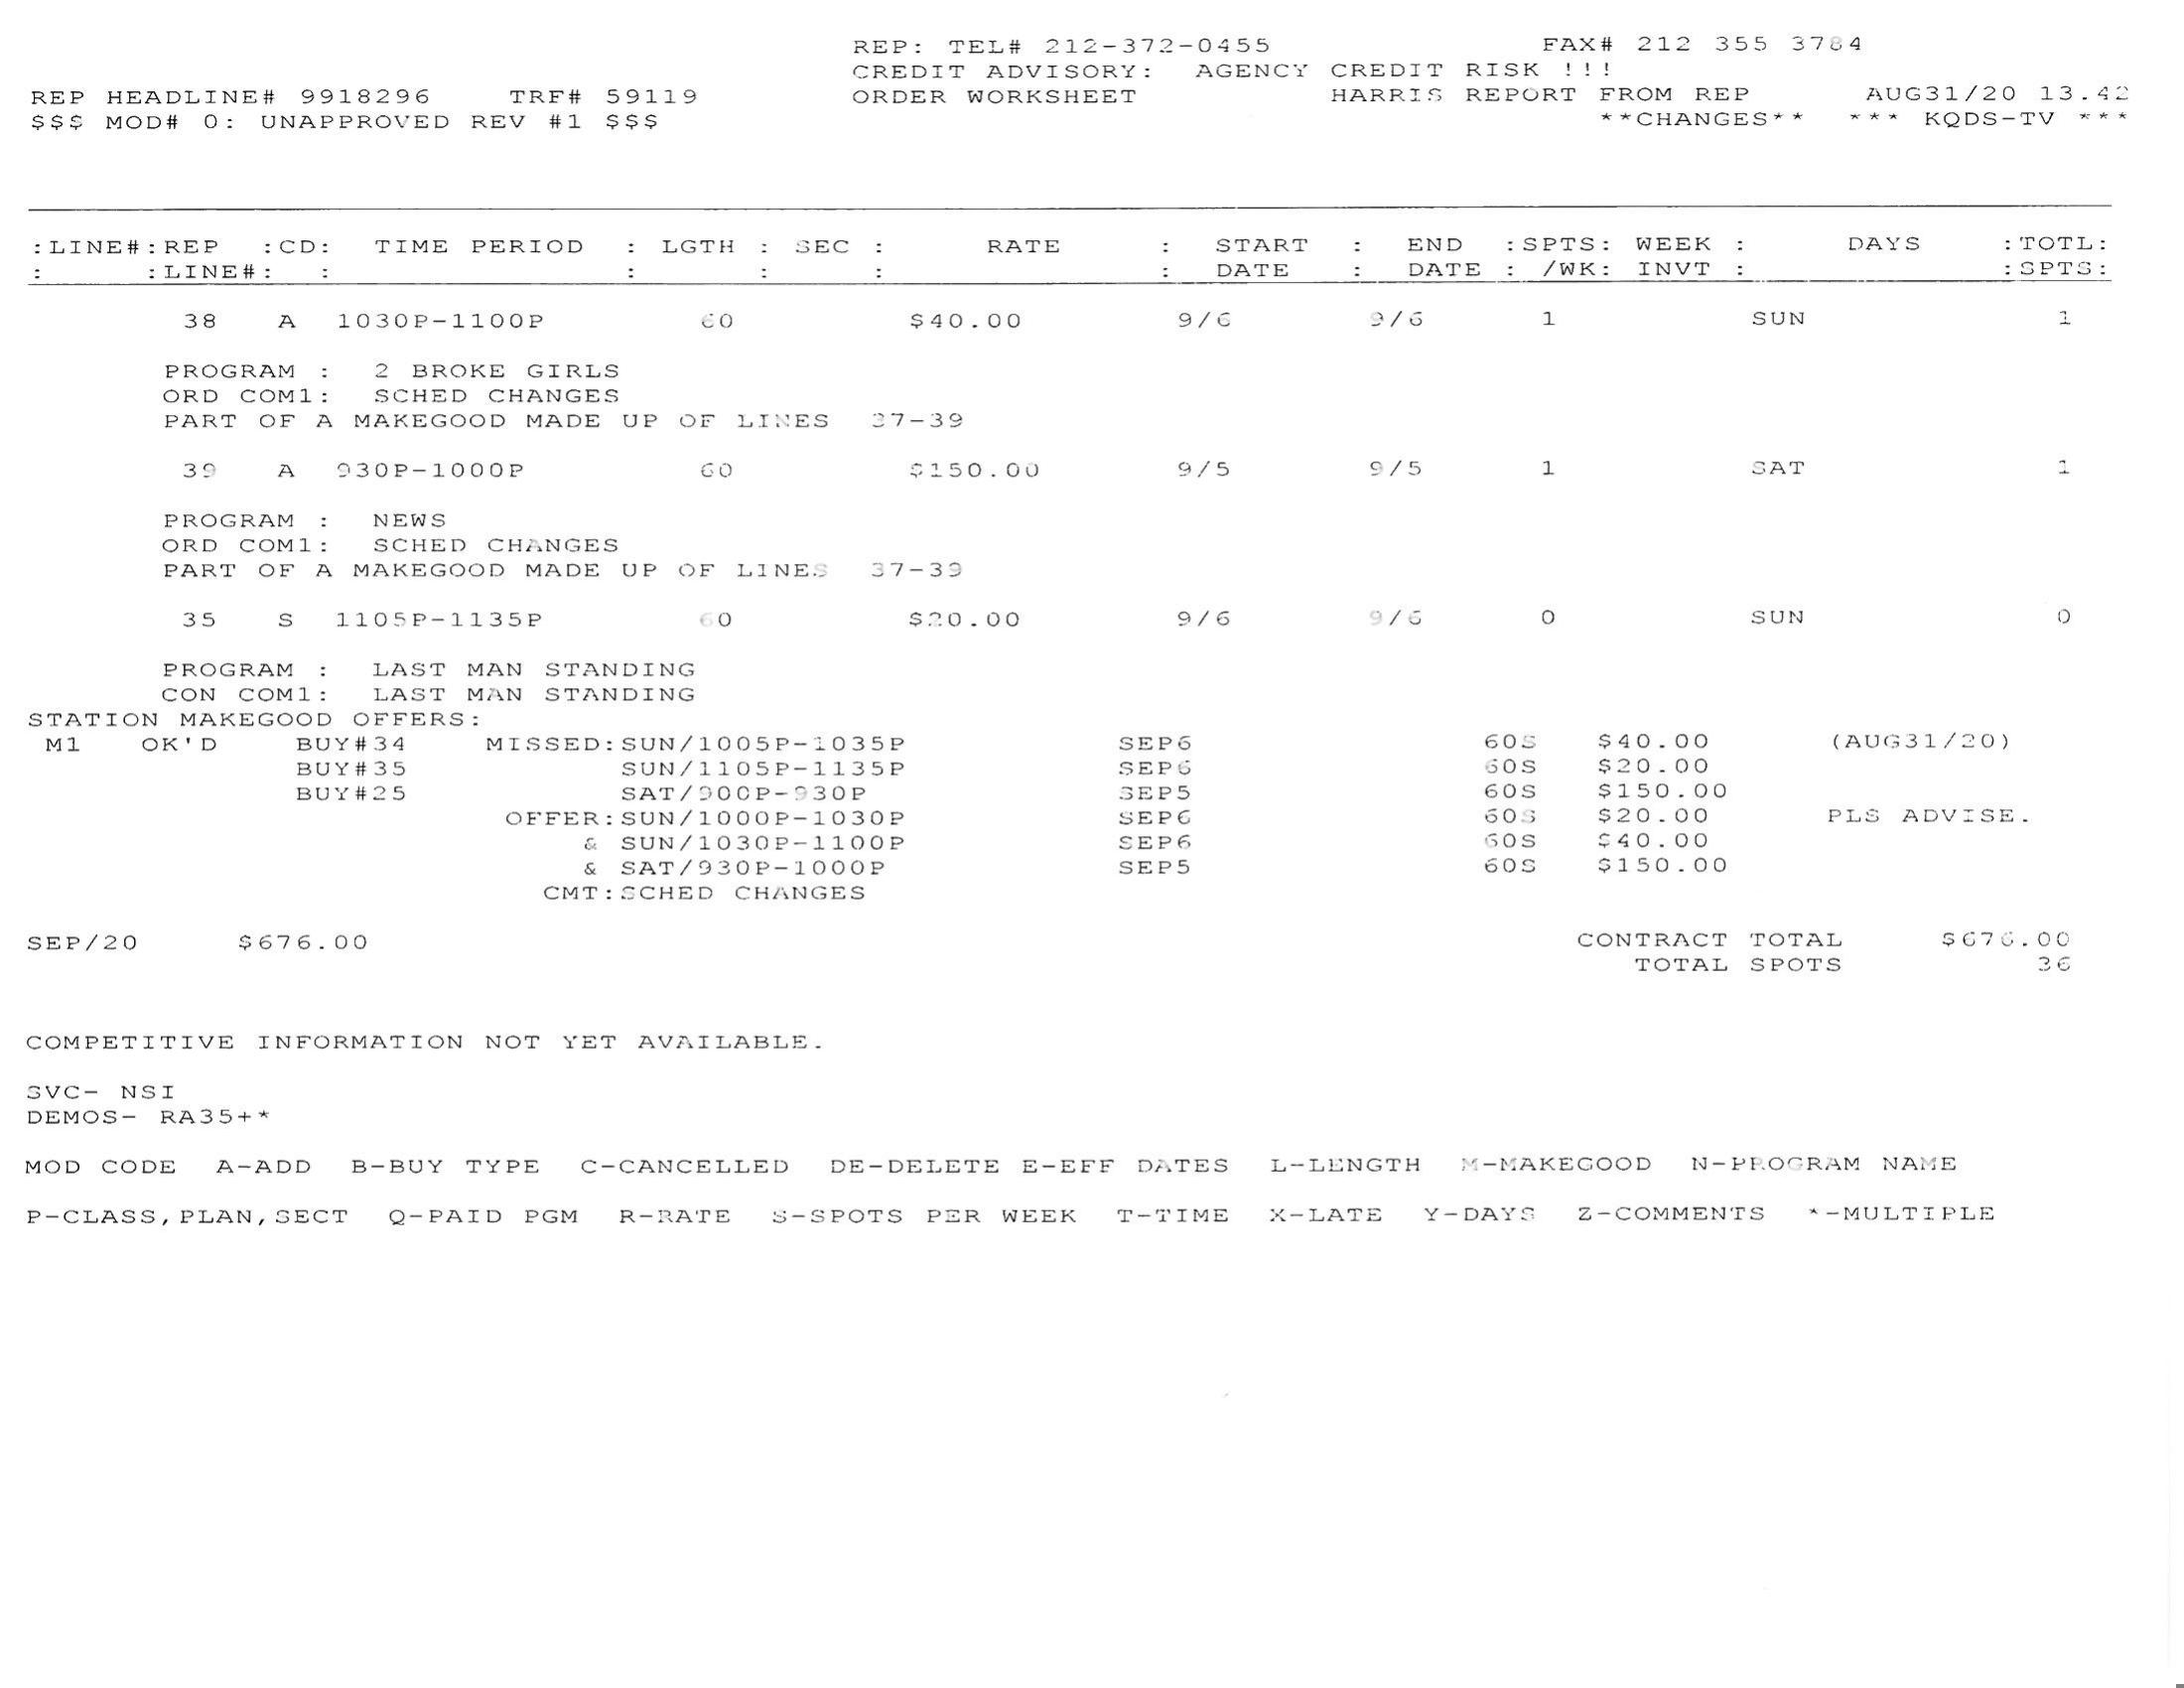 REP: TEL# 212-372-0455 FAX# 212 355 3784
CREDIT ADVISORY: AGENCY CREDIT RISK !!!
REP HEADLINE# 9918296 TRF# 59119 ORDER WORKSHEET HARRIS REPORT FROM REP AUG31/20 13.42
$$$ MOD# 0: UNAPPROVED REV #1 $$$ **CHANGES** *** KQDS-TV ***
:LINE#:REP :CD: TIME PERIOD : LGTH : SEC : RATE : START : END :SPTS: WEEK : DAYS :TOTL:
: :LINE#: : : : : : DATE : DATE : /WK: INVT : :SPTS:
38 A 1030P-1100P 60 $40.00 9/6 9/6 1 SUN 1
PROGRAM : 2 BROKE GIRLS
ORD COM1: SCHED CHANGES
PART OF A MAKEGOOD MADE UP OF LINES 37-39
39 A 930P-1000P 60 $150.00 9/5 9/5 1 SAT 1
PROGRAM : NEWS
ORD COM1: SCHED CHANGES
PART OF A MAKEGOOD MADE UP OF LINES 37-39
35 S 1105P-1135P 60 $20.00 9/6 9/6 0 SUN 0
PROGRAM : LAST MAN STANDING
CON COM1: LAST MAN STANDING
STATION MAKEGOOD OFFERS:
M1 OK'D BUY#34 MISSED:SUN/1005P-1035P SEP6 60S $40.00 (AUG31/20)
BUY#35 SUN/1105P-1135P SEP6 60S $20.00
BUY#25 SAT/900P-930P SEP5 60S $150.00
OFFER:SUN/1000P-1030P SEP6 60S $20.00 PLS ADVISE.
& SUN/1030P-1100P SEP6 60S $40.00
& SAT/930P-1000P SEP5 60S $150.00
CMT:SCHED CHANGES
SEP/20 $676.00 CONTRACT TOTAL $676.00
TOTAL SPOTS 36
COMPETITIVE INFORMATION NOT YET AVAILABLE.
SVC- NSI
DEMOS- RA35+*
MOD CODE A-ADD B-BUY TYPE C-CANCELLED DE-DELETE E-EFF DATES L-LENGTH M-MAKEGOOD N-PROGRAM NAME
P-CLASS,PLAN,SECT Q-PAID PGM R-RATE S-SPOTS PER WEEK T-TIME X-LATE Y-DAYS Z-COMMENTS *-MULTIPLE